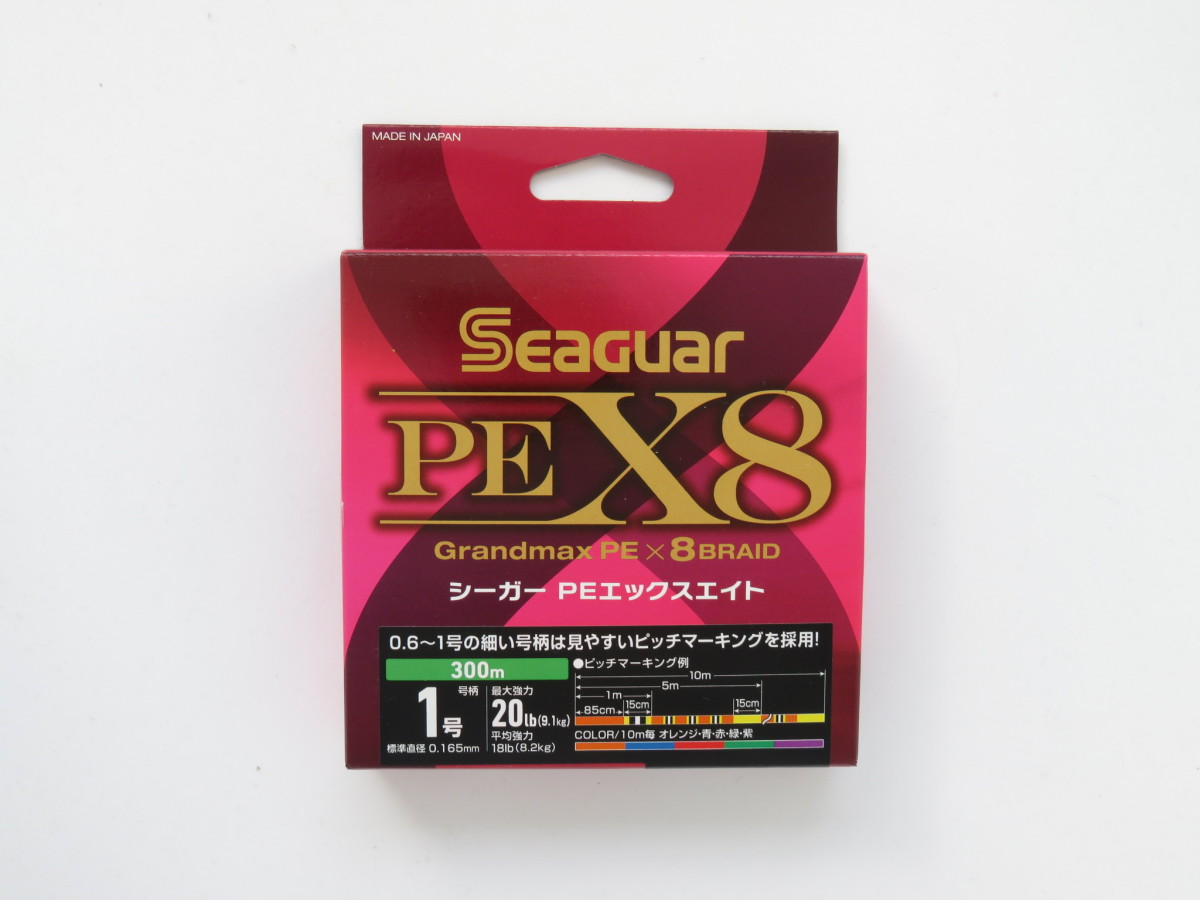 MADE IN JAPAN
Seaguar
PE X8
Grandmax PE × 8 BRAID
シーガー PEエックスエイト
0.6～1号の細い号柄は見やすいピッチマーキングを採用!
300m
号柄
1号
標準直径 0.165mm
最大強力
20lb(9.1kg)
平均強力
18lb(8.2kg)
●ピッチマーキング例
10m
5m
1m
85cm 15cm 15cm
COLOR/10m毎 オレンジ・青・赤・緑・紫